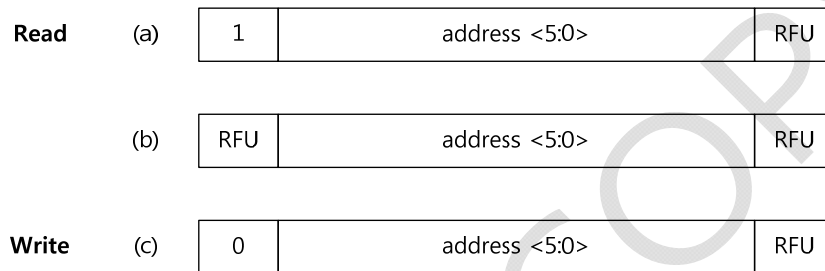 Read (a) 1 address <5:0> RFU
(b) RFU address <5:0> RFU
Write (c) 0 address <5:0> RFU